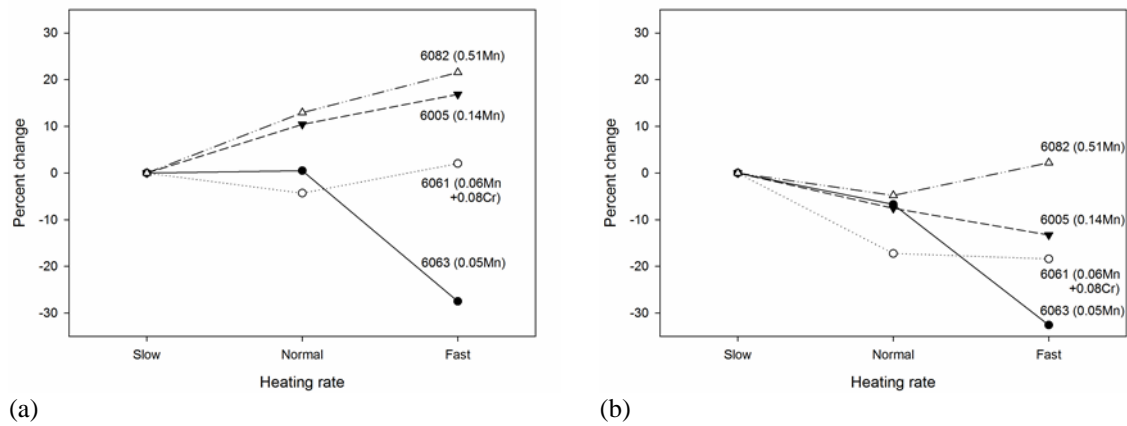 30
20
10
0
-10
-20
-30
Percent change
6082 (0.51Mn)
6005 (0.14Mn)
6061 (0.06Mn
+0.08Cr)
6063 (0.05Mn)
Slow
Normal
Fast
Heating rate
(a)
30
20
10
0
-10
-20
-30
Percent change
6082 (0.51Mn)
6005 (0.14Mn)
6061 (0.06Mn
+0.08Cr)
6063 (0.05Mn)
Slow
Normal
Fast
Heating rate
(b)